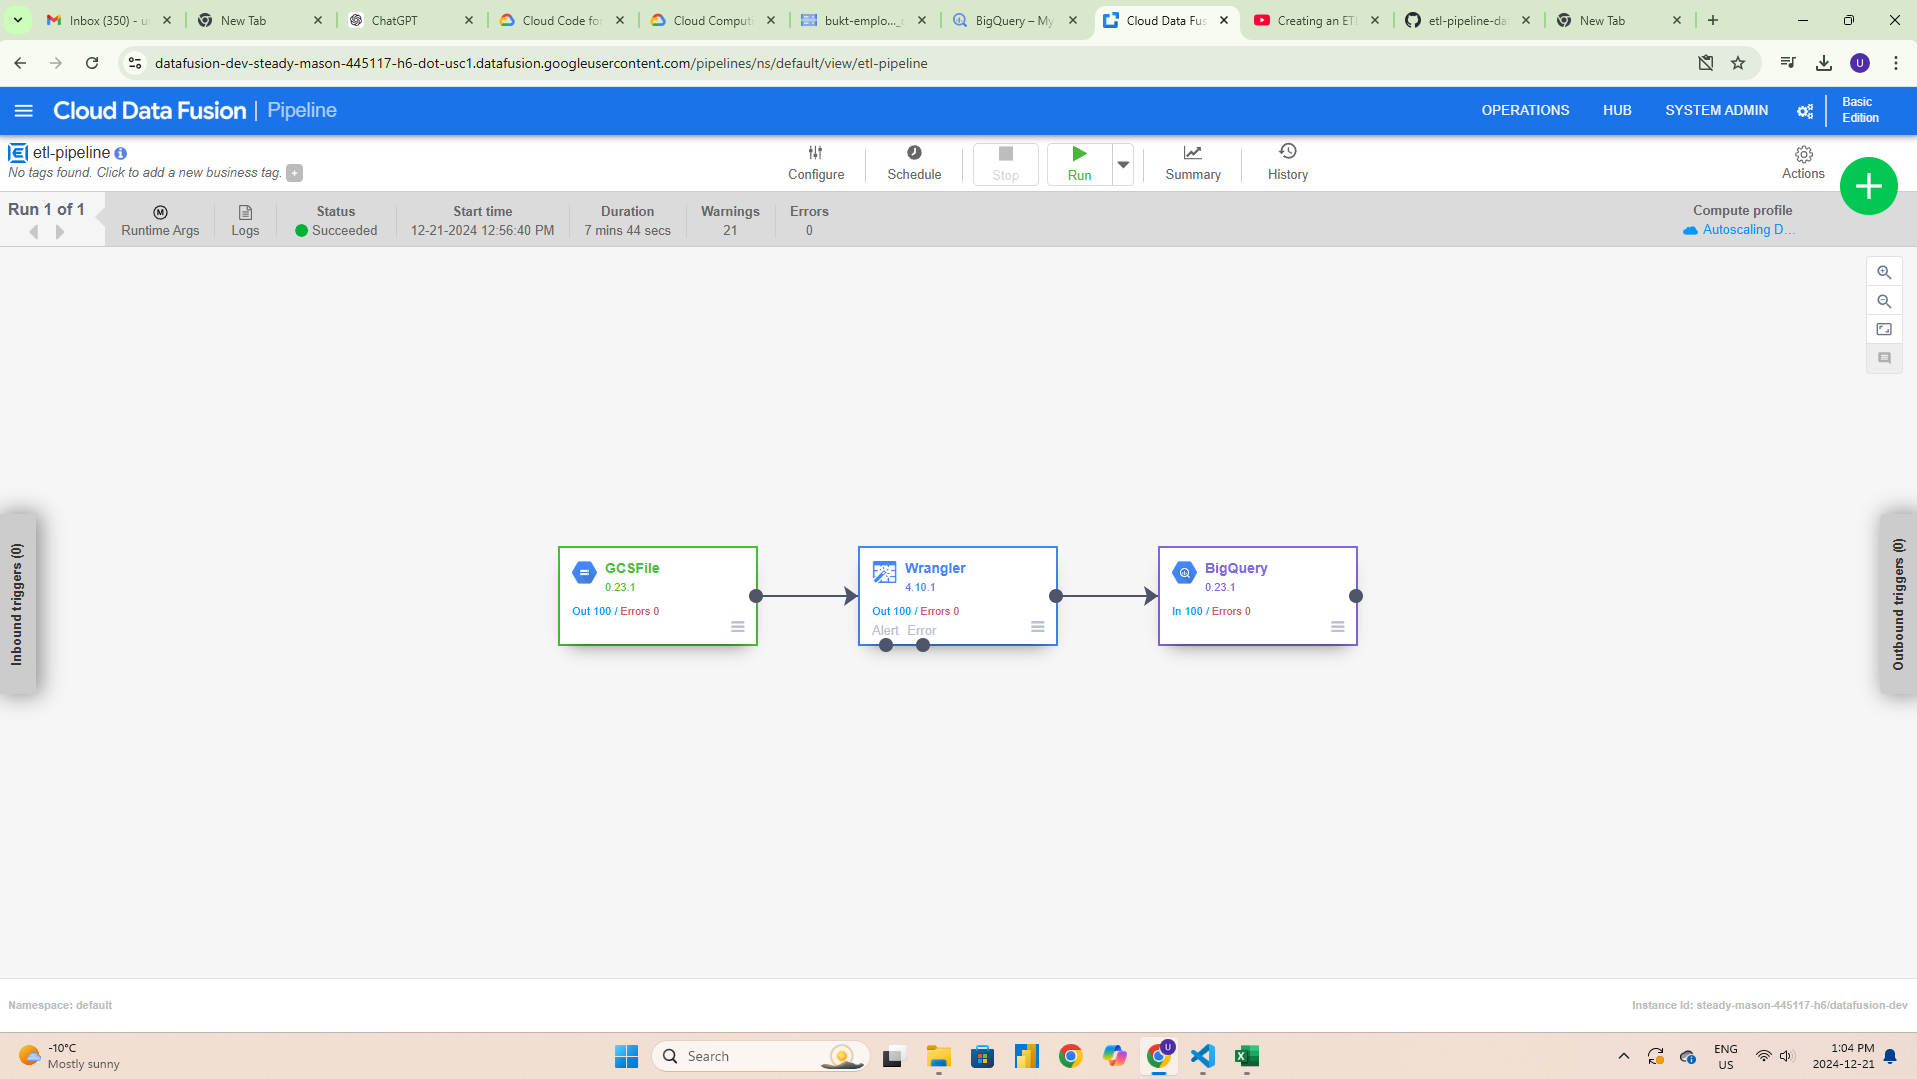 Inbox (350) - u
New Tab
ChatGPT
Cloud Code for
Cloud Computi
bukt-emplo..._
BigQuery – My
Cloud Data Fus
Creating an ETL
etl-pipeline-da
New Tab
datafusion-dev-steady-mason-445117-h6-dot-usc1.datafusion.googleusercontent.com/pipelines/ns/default/view/etl-pipeline
U
Cloud Data Fusion | Pipeline
OPERATIONS
HUB
SYSTEM ADMIN
Basic
Edition
etl-pipeline
No tags found. Click to add a new business tag.
Configure
Schedule
Stop
Run
Summary
History
Actions
Run 1 of 1
Runtime Args
Logs
Status
Succeeded
Start time
12-21-2024 12:56:40 PM
Duration
7 mins 44 secs
Warnings
21
Errors
0
Compute profile
Autoscaling D...
Inbound triggers (0)
GCSFile
0.23.1
Out 100 / Errors 0
Wrangler
4.10.1
Out 100 / Errors 0
Alert Error
BigQuery
0.23.1
In 100 / Errors 0
Outbound triggers (0)
Namespace: default
Instance Id: steady-mason-445117-h6/datafusion-dev
-10°C
Mostly sunny
Search
U
ENG
US
1:04 PM
2024-12-21